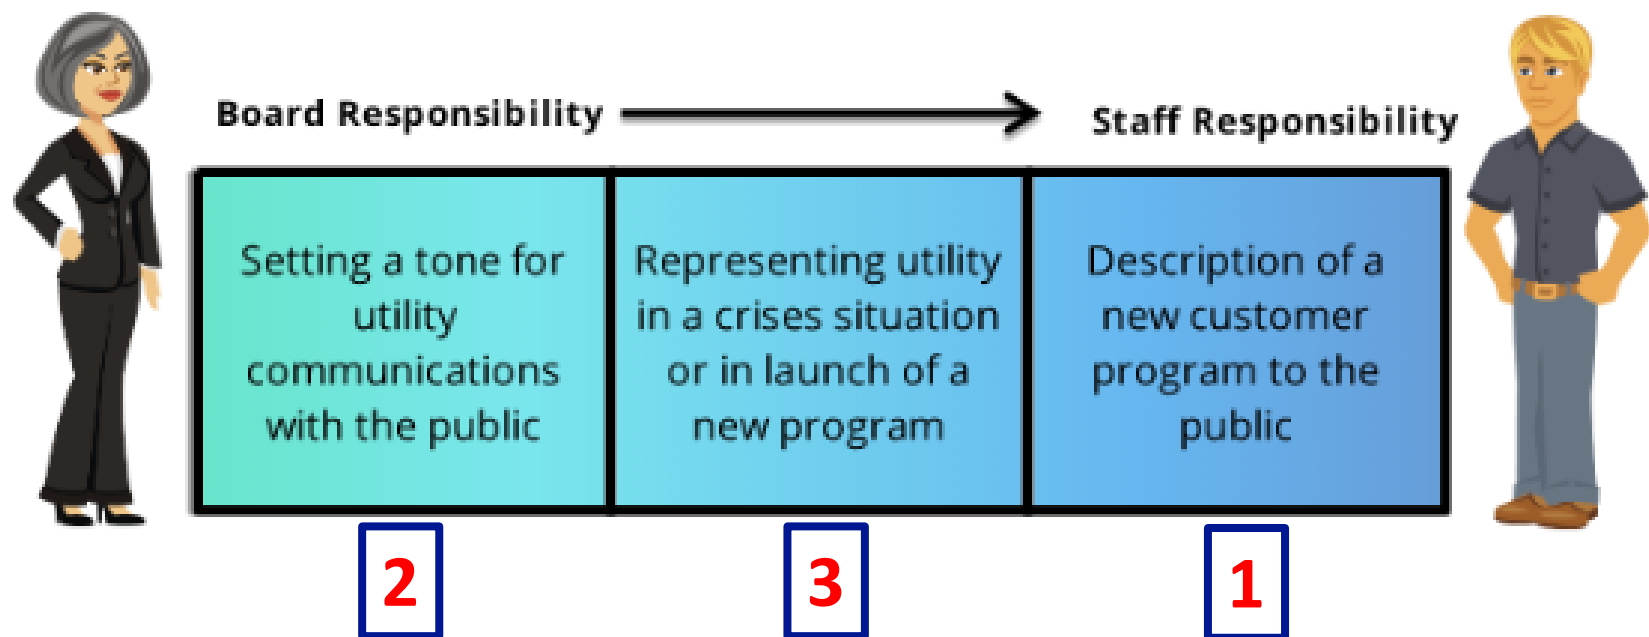 Board Responsibility
Staff Responsibility
Setting a tone for
utility
communications
with the public
Representing utility
in a crises situation
or in launch of a
new program
Description of a
new customer
program to the
public
2
3
1